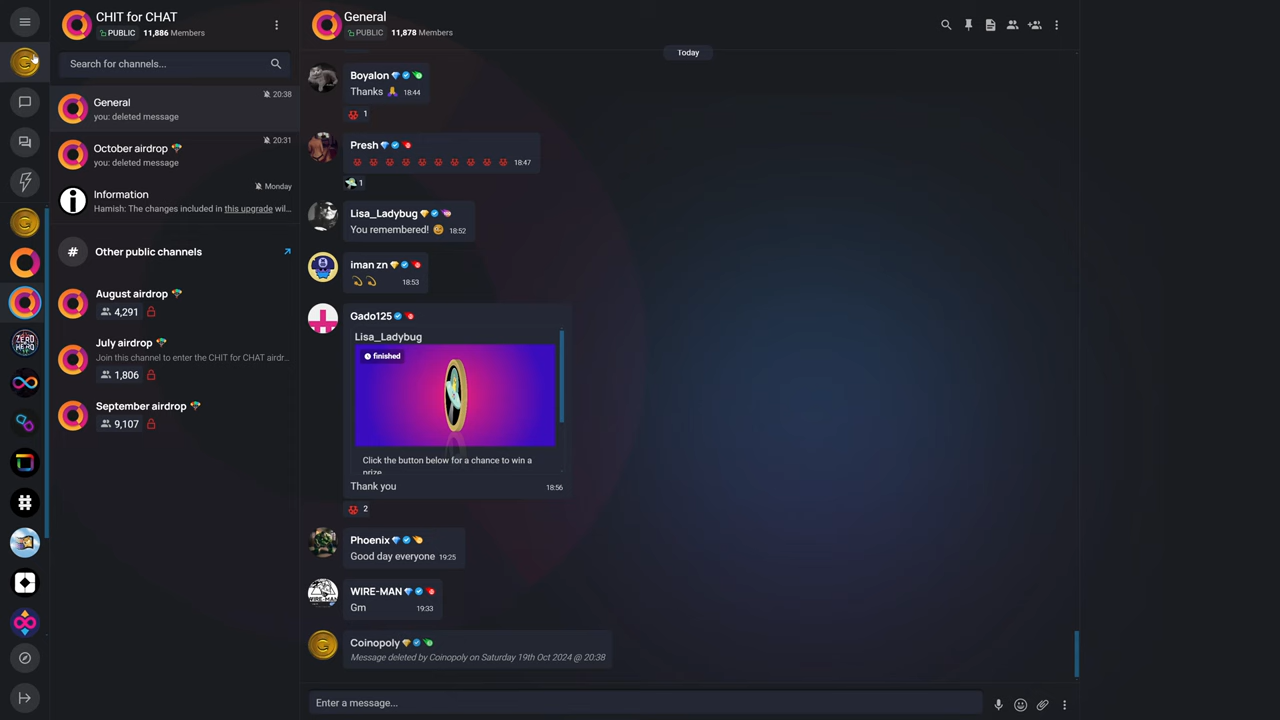 CHIT for CHAT
PUBLIC 11,886 Members
Search for channels...
General 20:38
you: deleted message
October airdrop 20:31
you: deleted message
Information Monday
Hamish: The changes included in this upgrade wil...
# Other public channels
August airdrop
4,291
July airdrop
Join this channel to enter the CHIT for CHAT airdr...
1,806
September airdrop
9,107
General
PUBLIC 11,878 Members
Today
Boyalon
Thanks 🙏 18:44
1
Presh
18:47
1
Lisa_Ladybug
You remembered! 18:52
iman zn
💫 💫 18:53
Gado125
Lisa_Ladybug
finished
Click the button below for a chance to win a
prize
Thank you 18:56
2
Phoenix
Good day everyone 19:25
WIRE-MAN
Gm 19:33
Coinopoly
Message deleted by Coinopoly on Saturday 19th Oct 2024 @ 20:38
Enter a message...
ZERO
HERO